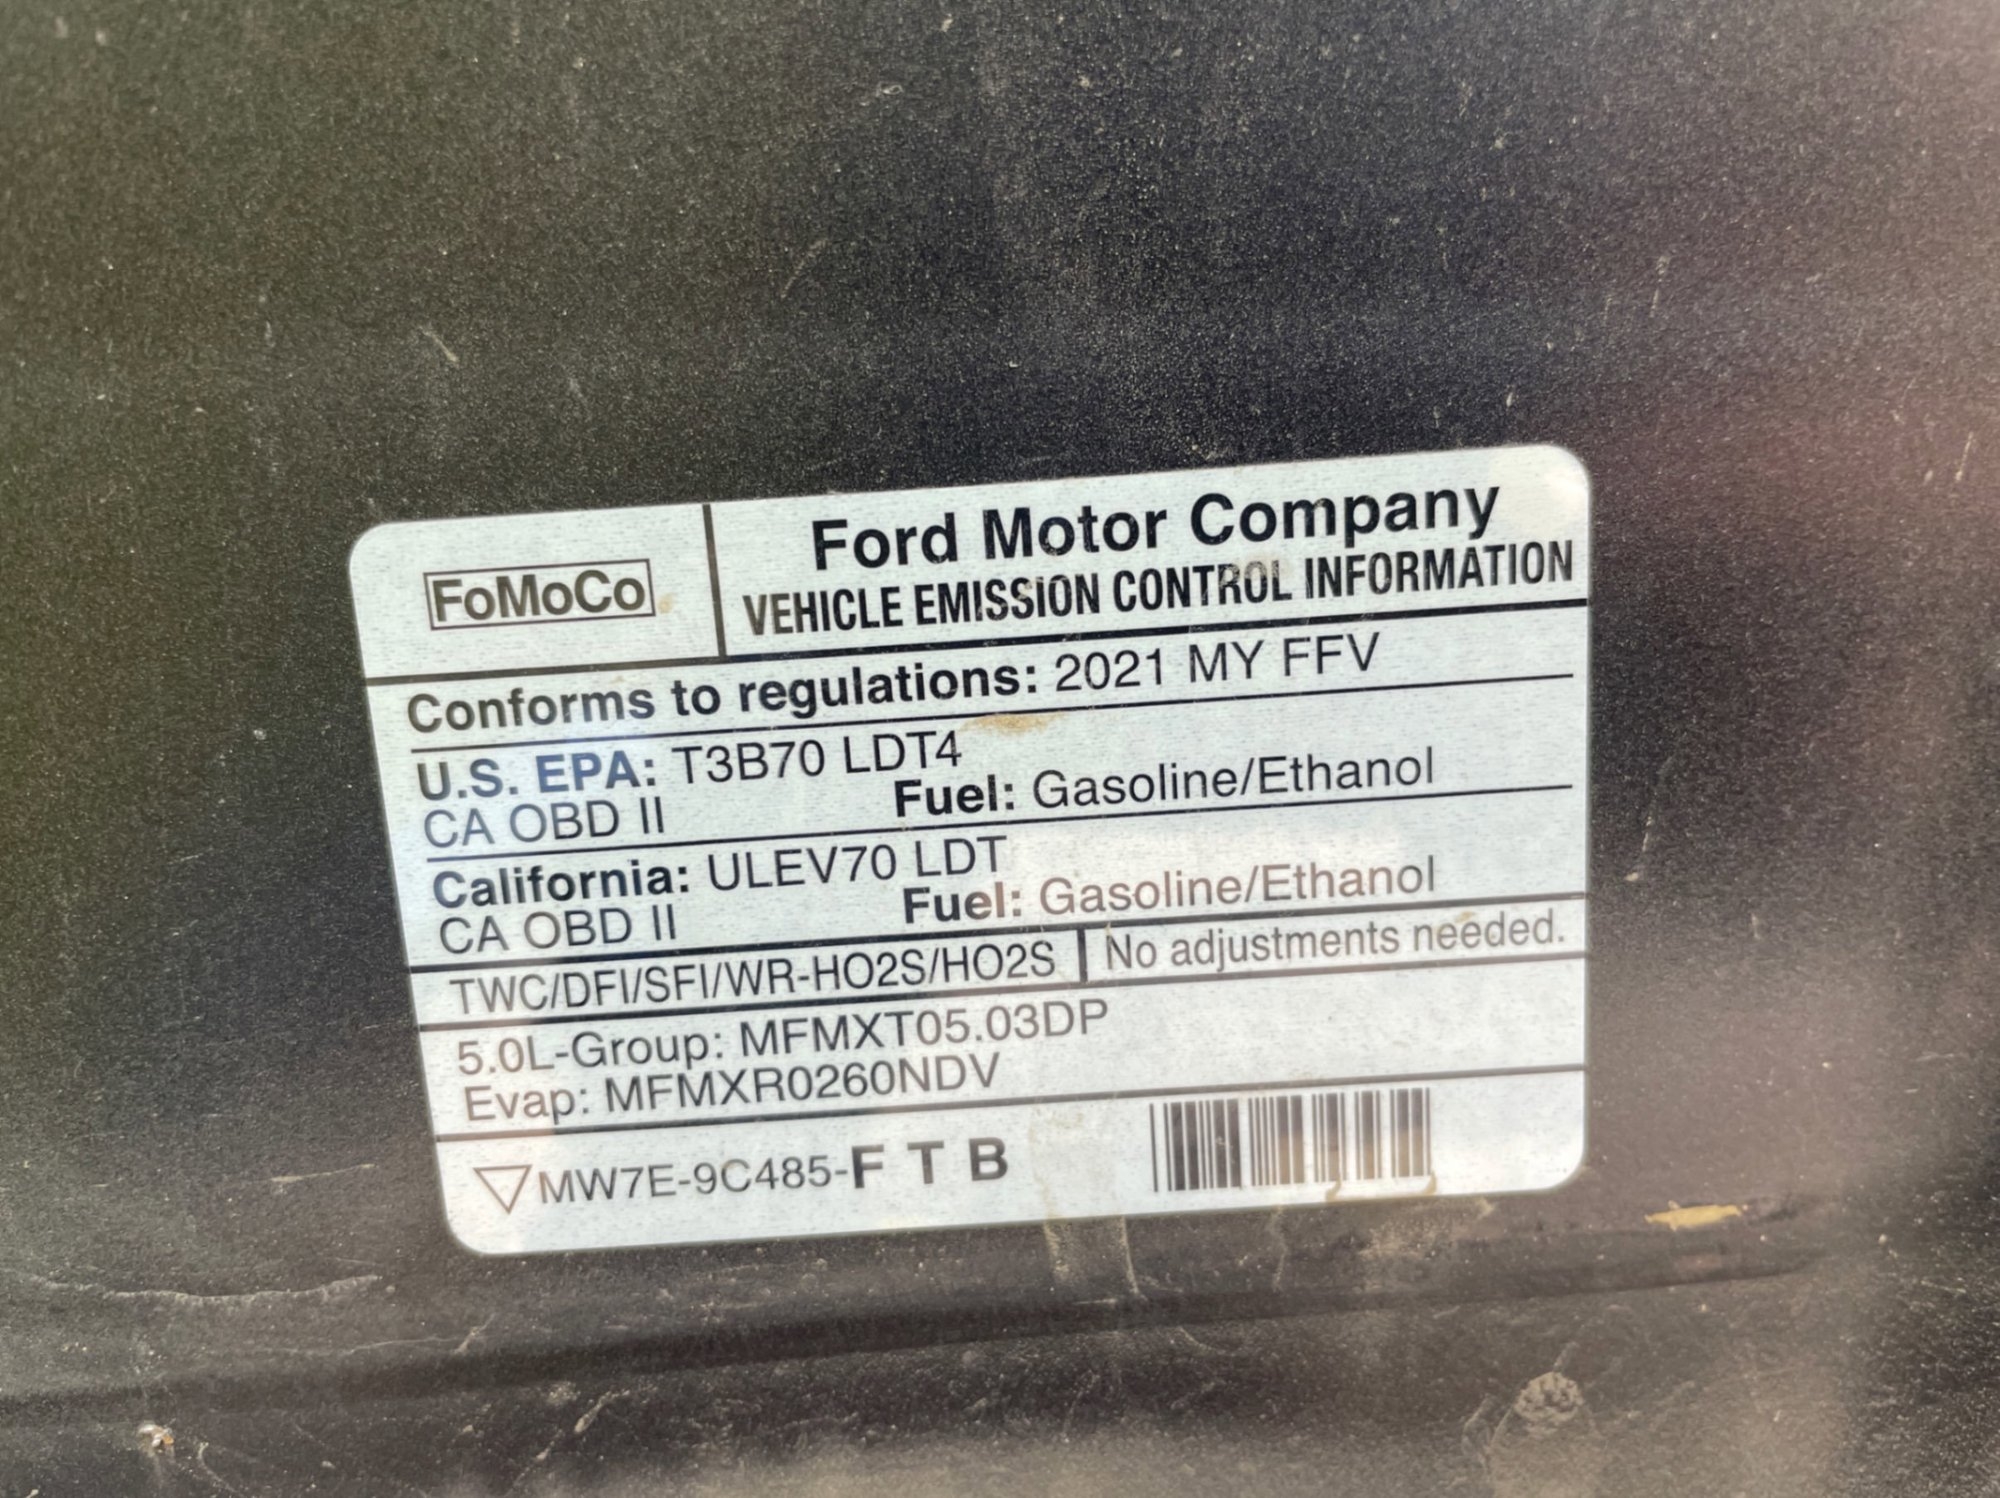 FoMoCo
Ford Motor Company
VEHICLE EMISSION CONTROL INFORMATION
Conforms to regulations: 2021 MY FFV
U.S. EPA: T3B70 LDT4
CA OBD II Fuel: Gasoline/Ethanol
California: ULEV70 LDT
CA OBD II Fuel: Gasoline/Ethanol
TWC/DFI/SFI/WR-HO2S/HO2S No adjustments needed.
5.0L-Group: MFMXT05.03DP
Evap: MFMXR0260NDV
MW7E-9C485-F T B